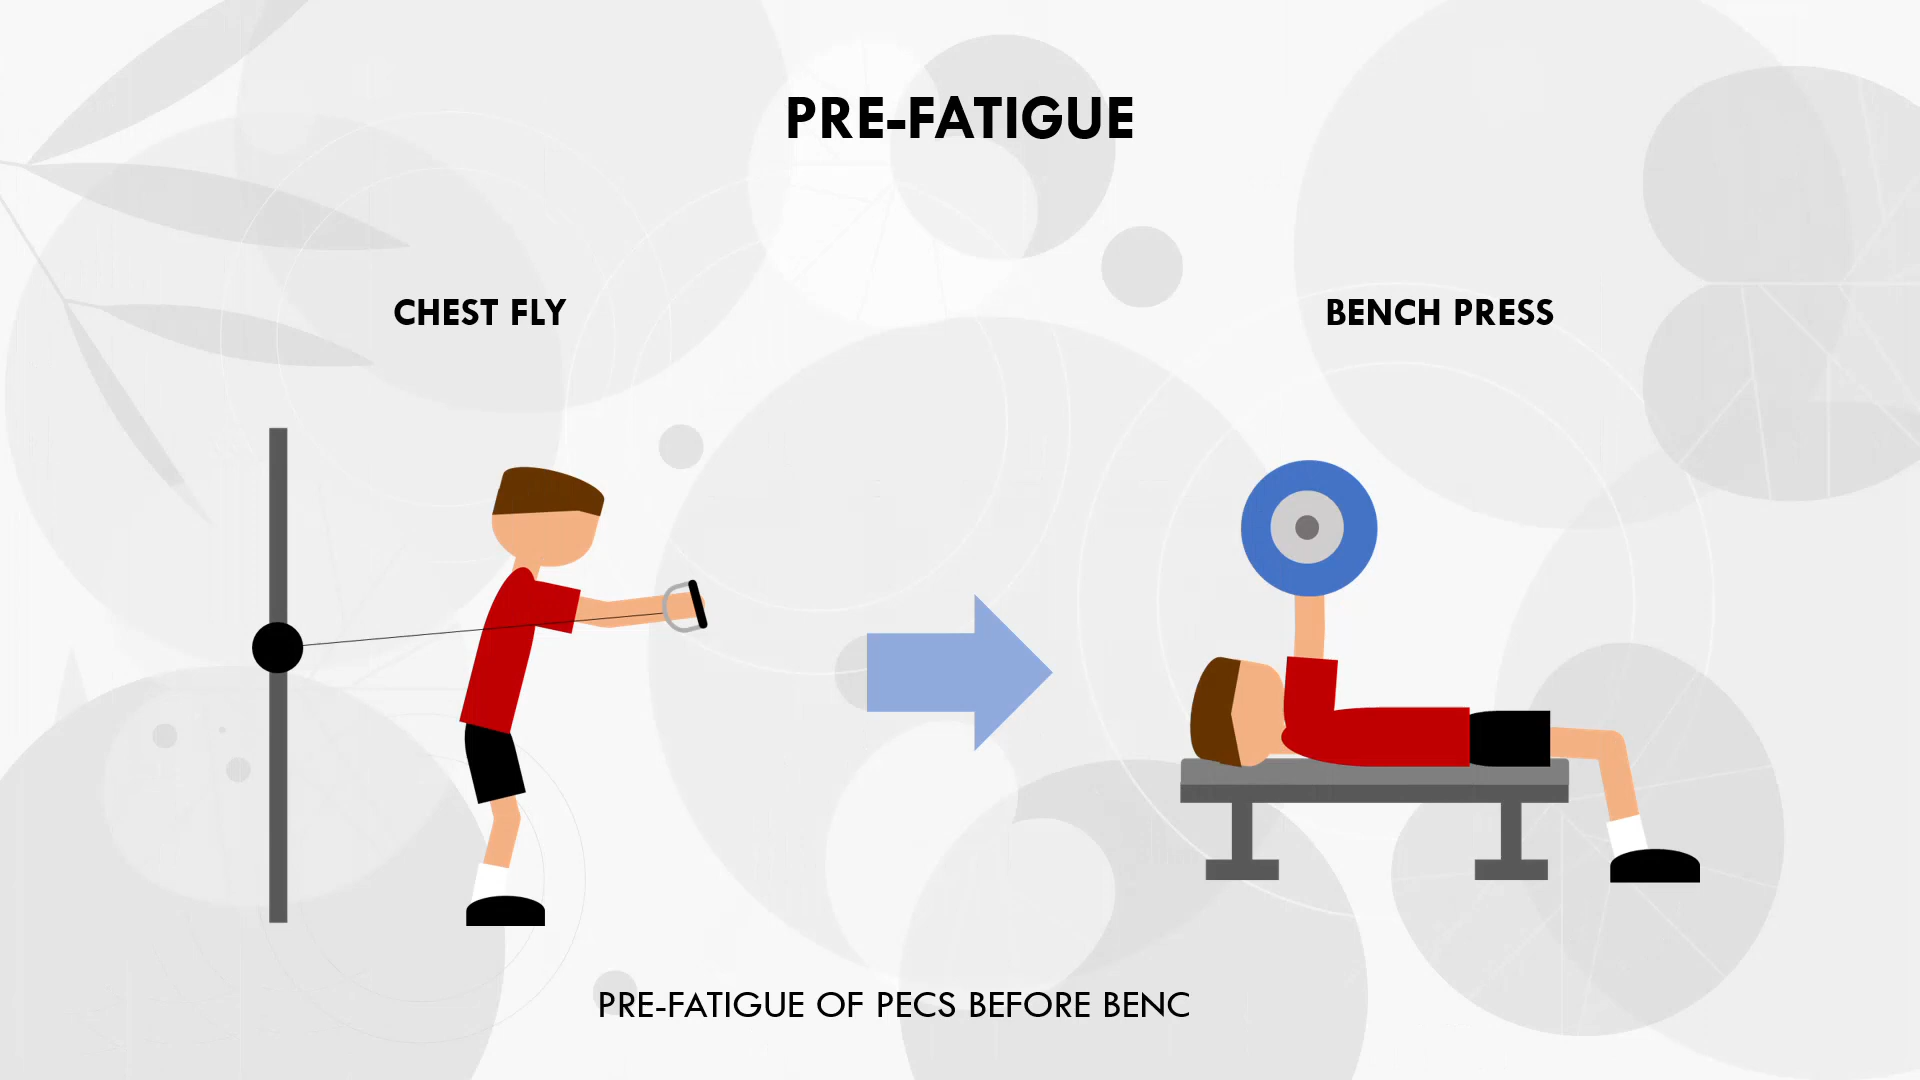 PRE-FATIGUE
CHEST FLY
BENCH PRESS
PRE-FATIGUE OF PECS BEFORE BENC